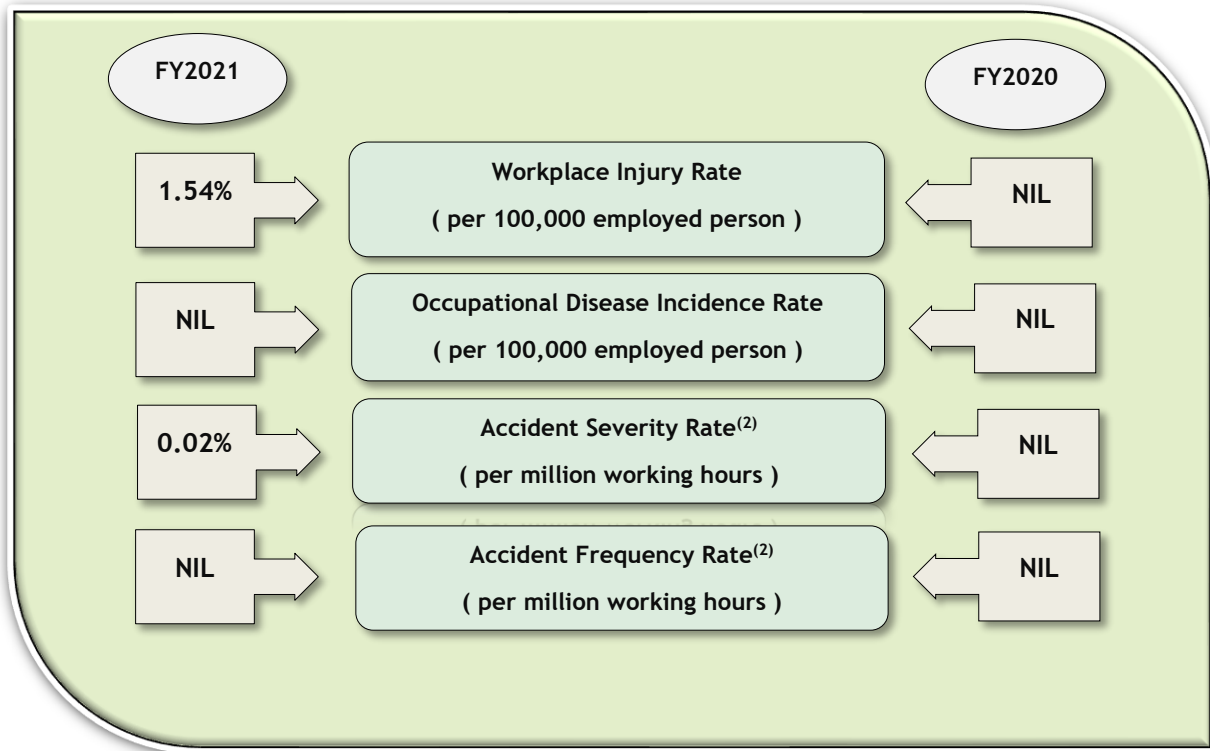 FY2021
FY2020
1.54%
Workplace Injury Rate
( per 100,000 employed person )
NIL
NIL
Occupational Disease Incidence Rate
( per 100,000 employed person )
NIL
0.02%
Accident Severity Rate(2)
( per million working hours )
NIL
NIL
Accident Frequency Rate(2)
( per million working hours )
NIL